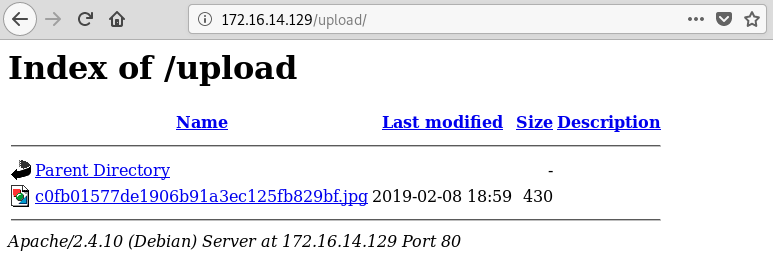 172.16.14.129/upload/
Index of /upload
Name Last modified Size Description
Parent Directory -
c0fb01577de1906b91a3ec125fb829bf.jpg 2019-02-08 18:59 430
Apache/2.4.10 (Debian) Server at 172.16.14.129 Port 80